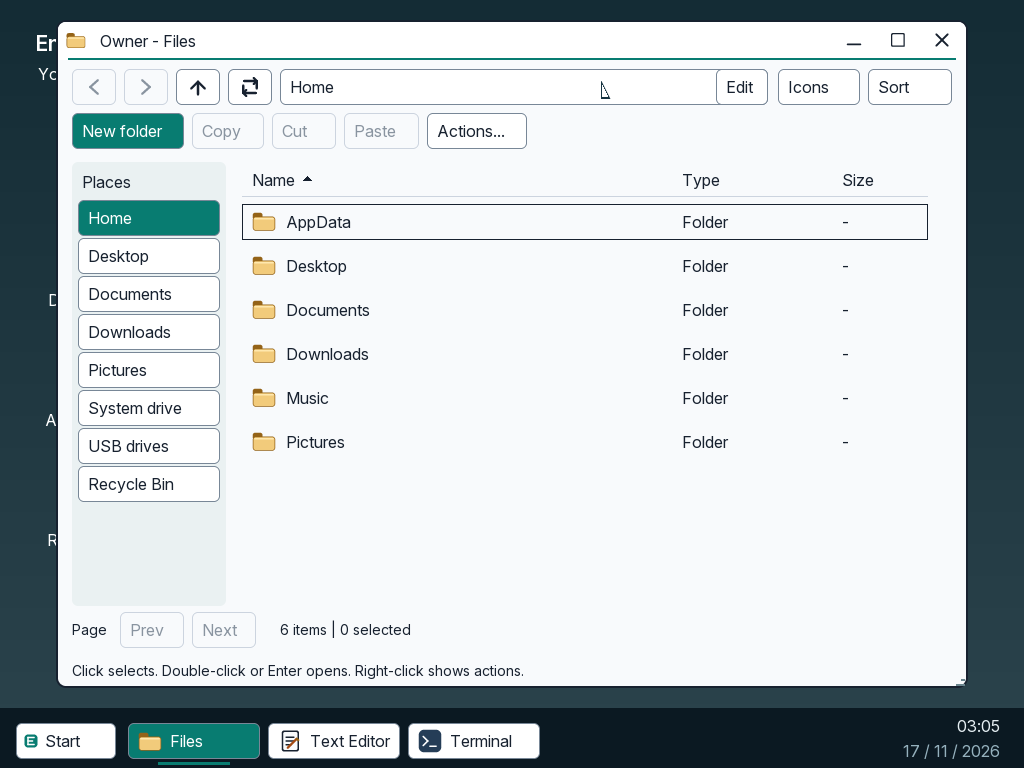 Owner - Files
Home
Edit
Icons
Sort
New folder
Copy
Cut
Paste
Actions...
Places
Home
Desktop
Documents
Downloads
Pictures
System drive
USB drives
Recycle Bin
Name Type Size
AppData Folder -
Desktop Folder -
Documents Folder -
Downloads Folder -
Music Folder -
Pictures Folder -
Page Prev Next 6 items | 0 selected
Click selects. Double-click or Enter opens. Right-click shows actions.
Start
Files
Text Editor
Terminal
03:05
17 / 11 / 2026